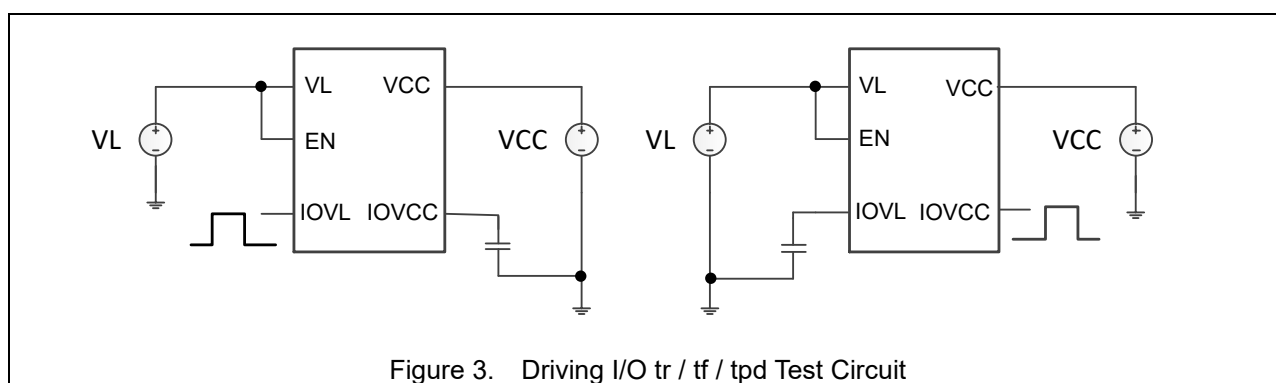 VL VCC
EN
VL VCC
IOVL IOVCC
VL VCC
EN
VL VCC
IOVL IOVCC
Figure 3. Driving I/O tr / tf / tpd Test Circuit